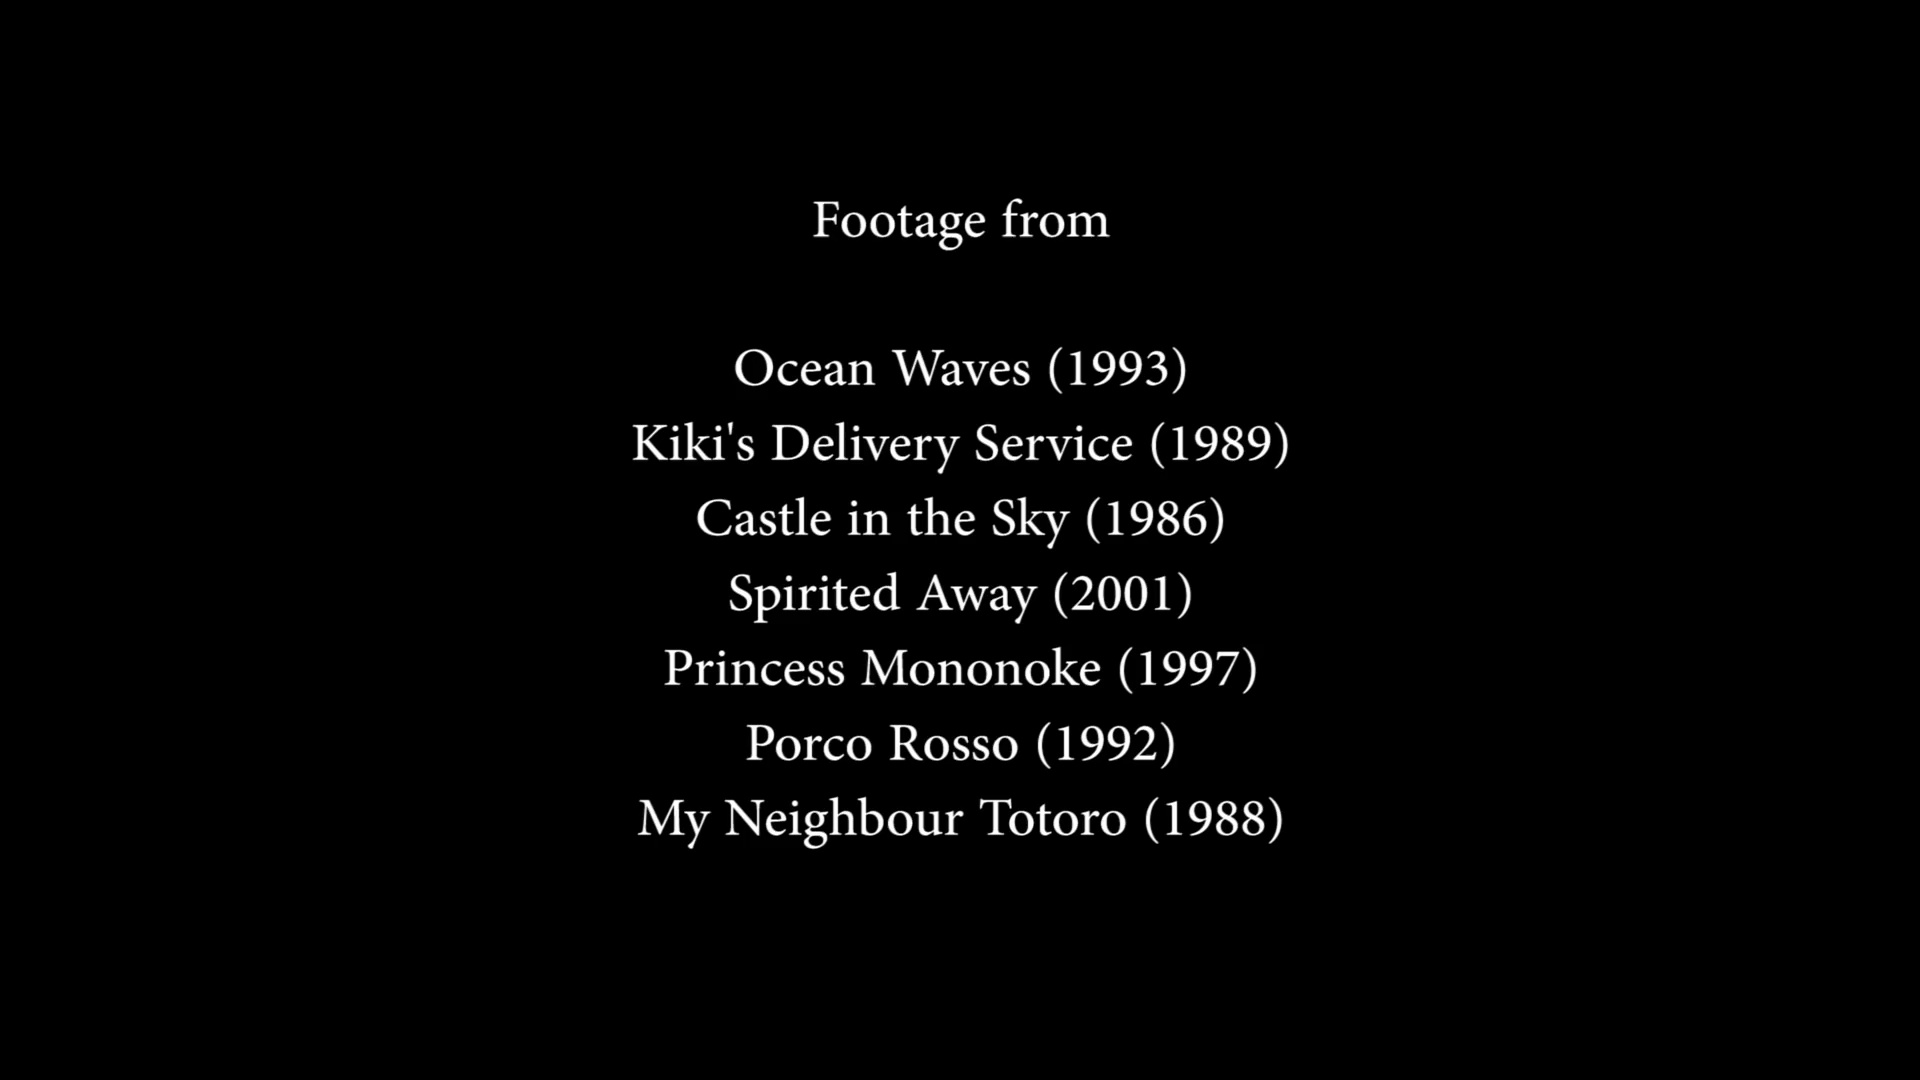 Footage from
Ocean Waves (1993)
Kiki's Delivery Service (1989)
Castle in the Sky (1986)
Spirited Away (2001)
Princess Mononoke (1997)
Porco Rosso (1992)
My Neighbour Totoro (1988)